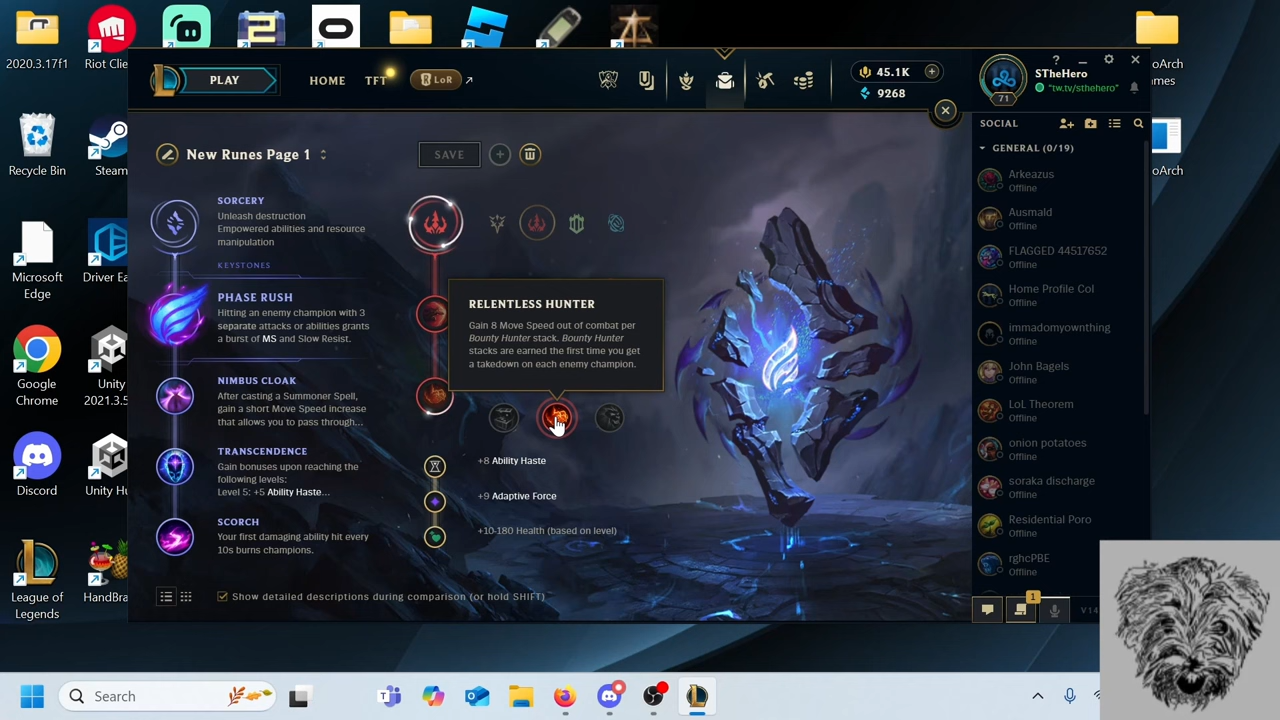 2020.3.17f1
Riot Clie
Recycle Bin
Steam
Microsoft
Edge
Driver Ea
Google
Chrome
Unity
2021.3.5
Discord
Unity Hu
League of
Legends
HandBra
PLAY
HOME
TFT
LoR
45.1K
9268
SAVE
New Runes Page 1
SORCERY
Unleash destruction
Empowered abilities and resource
manipulation
KEYSTONES
PHASE RUSH
Hitting an enemy champion with 3
separate attacks or abilities grants
a burst of MS and Slow Resist.
NIMBUS CLOAK
After casting a Summoner Spell,
gain a short Move Speed increase
that allows you to pass through...
TRANSCENDENCE
Gain bonuses upon reaching the
following levels:
Level 5: +5 Ability Haste...
SCORCH
Your first damaging ability hit every
10s burns champions.
RELENTLESS HUNTER
Gain 8 Move Speed out of combat per
Bounty Hunter stack. Bounty Hunter
stacks are earned the first time you get
a takedown on each enemy champion.
+8 Ability Haste
+9 Adaptive Force
+10-180 Health (based on level)
Show detailed descriptions during comparison (or hold SHIFT)
STheHero
71
"tw.tv/sthehero"
SOCIAL
GENERAL (0/19)
Arkeazus
Offline
Ausmald
Offline
FLAGGED 44517652
Offline
Home Profile Col
Offline
immadomyownthing
Offline
John Bagels
Offline
LoL Theorem
Offline
onion potatoes
Offline
soraka discharge
Offline
Residential Poro
Offline
rghcPBE
Offline
1
V14
oArch
mes
oArch
Search